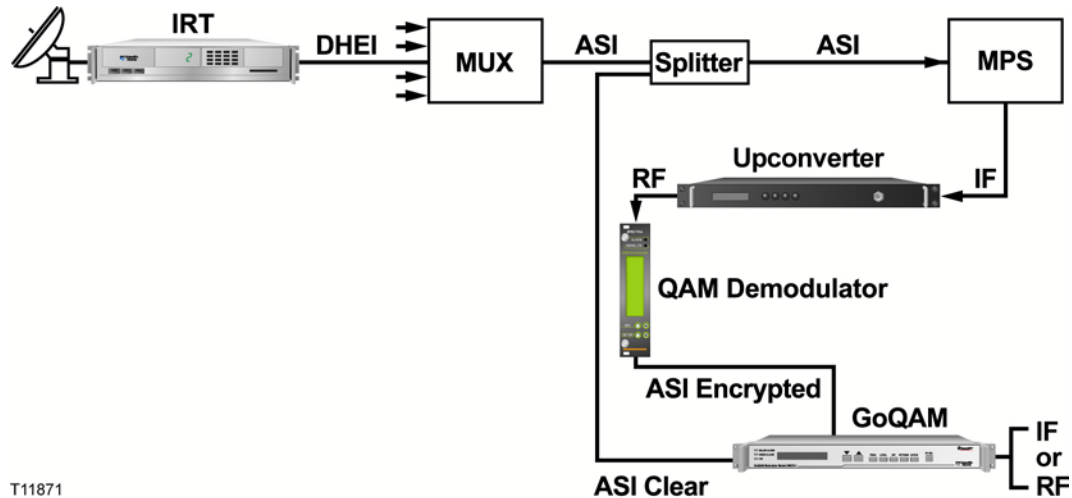 IRT
DHEI
MUX
ASI
Splitter
ASI
MPS
Upconverter
RF
IF
QAM Demodulator
ASI Encrypted
GoQAM
IF
or
RF
ASI Clear
T11871